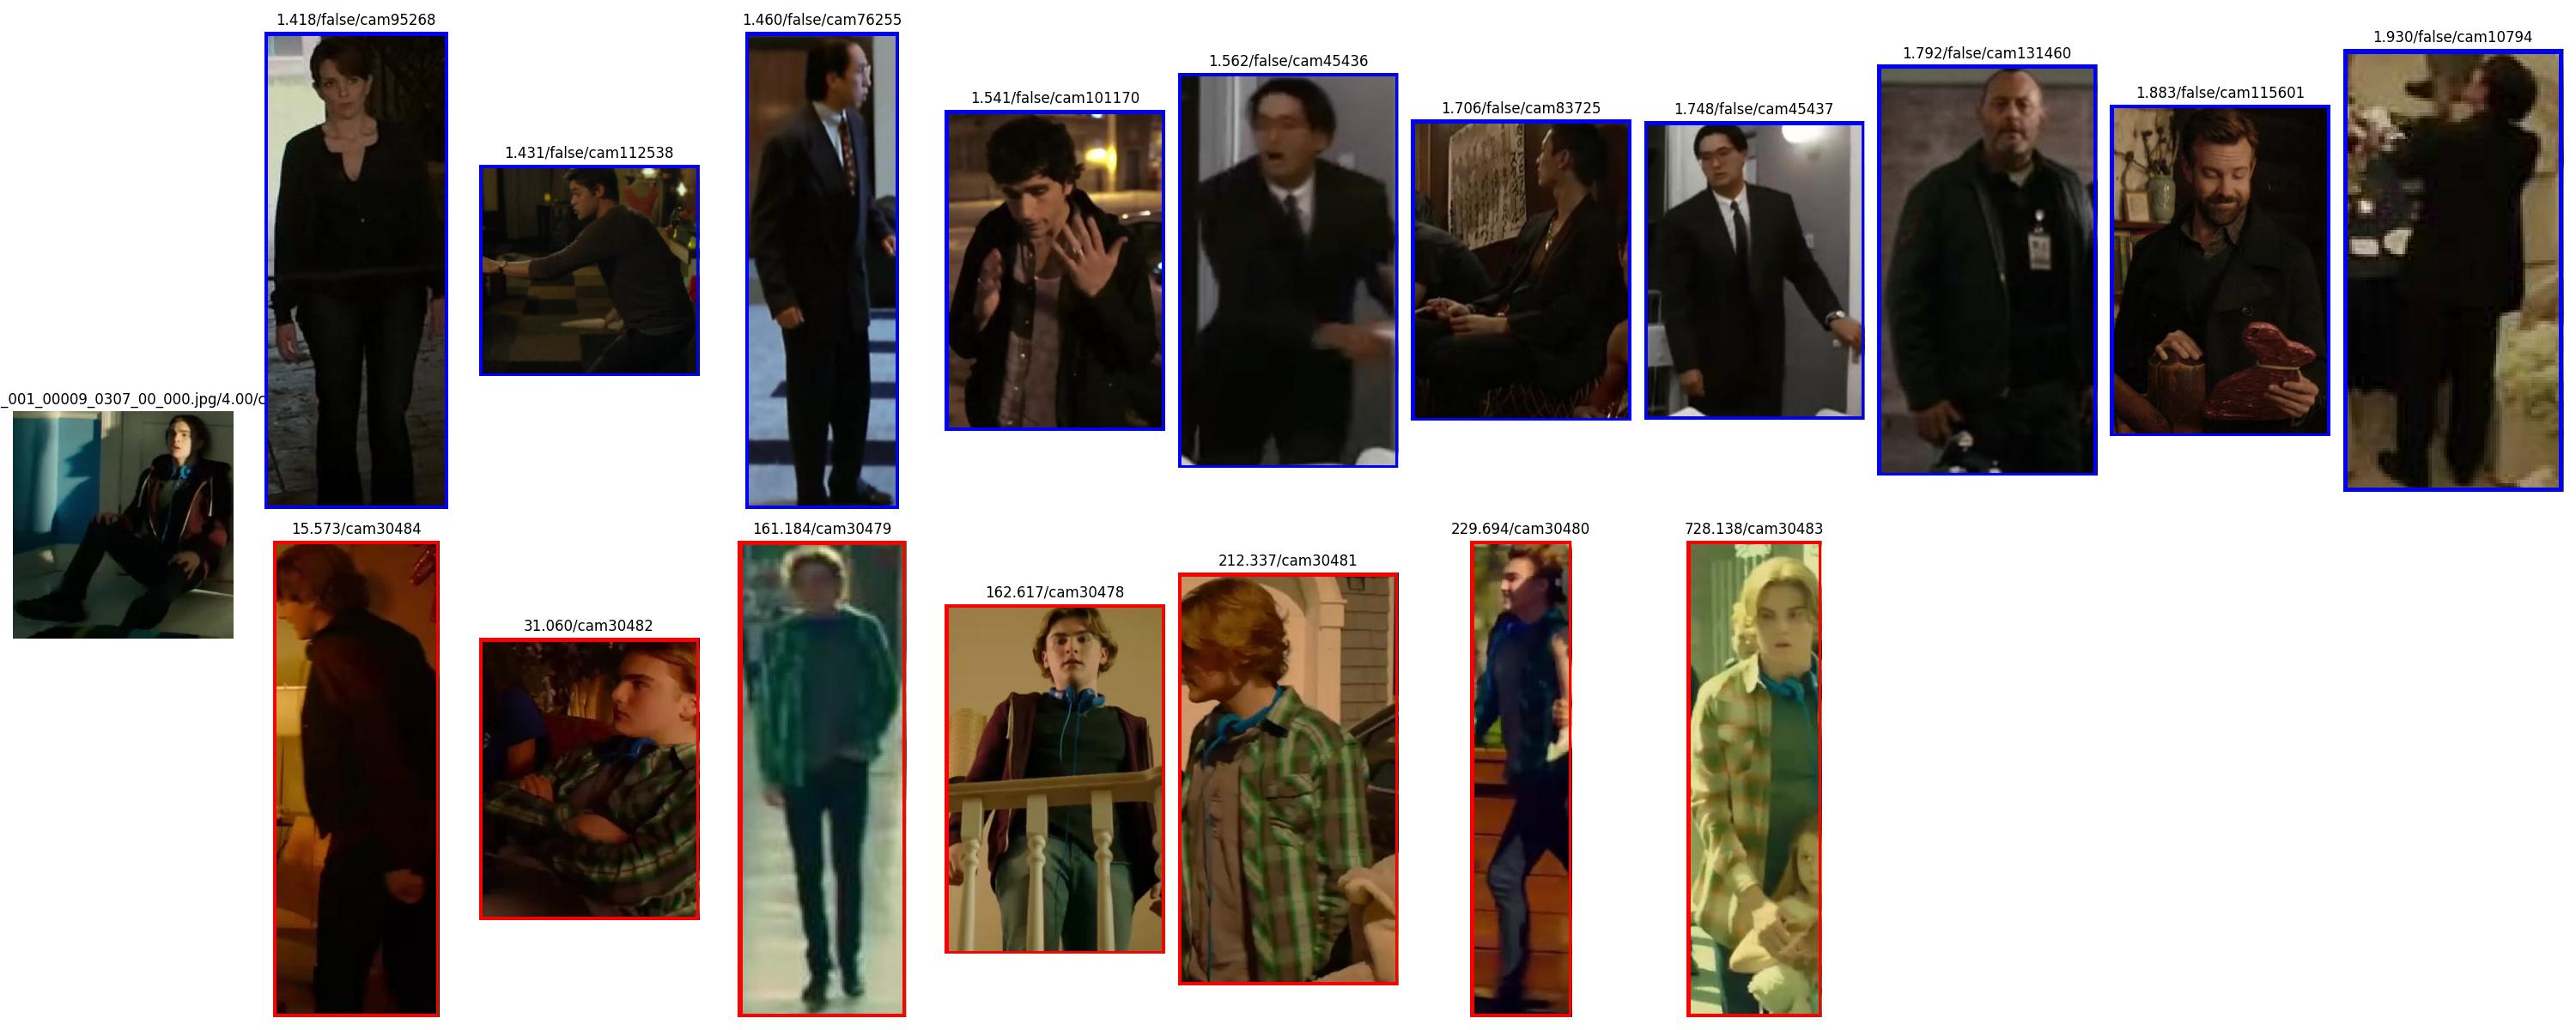 1.418/false/cam95268
1.431/false/cam112538
1.460/false/cam76255
1.541/false/cam101170
1.562/false/cam45436
1.706/false/cam83725
1.748/false/cam45437
1.792/false/cam131460
1.883/false/cam115601
1.930/false/cam10794
_001_00009_0307_00_000.jpg/4.00/c
15.573/cam30484
31.060/cam30482
161.184/cam30479
162.617/cam30478
212.337/cam30481
229.694/cam30480
728.138/cam30483